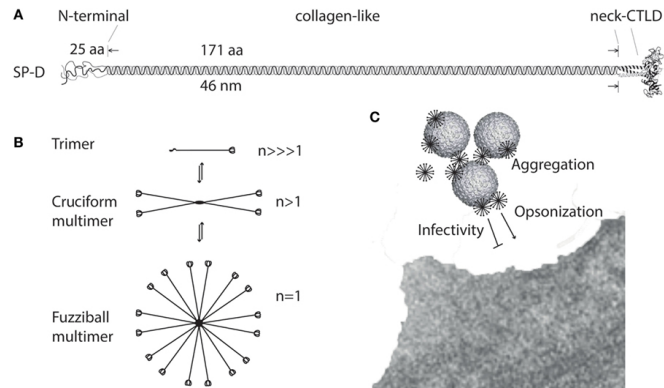 A
N-terminal collagen-like neck-CTLD
25 aa 171 aa
SP-D
46 nm
B
Trimer n>>>1
Cruciform n>1
multimer
Fuzziball n=1
multimer
C
Aggregation
Opsonization
Infectivity